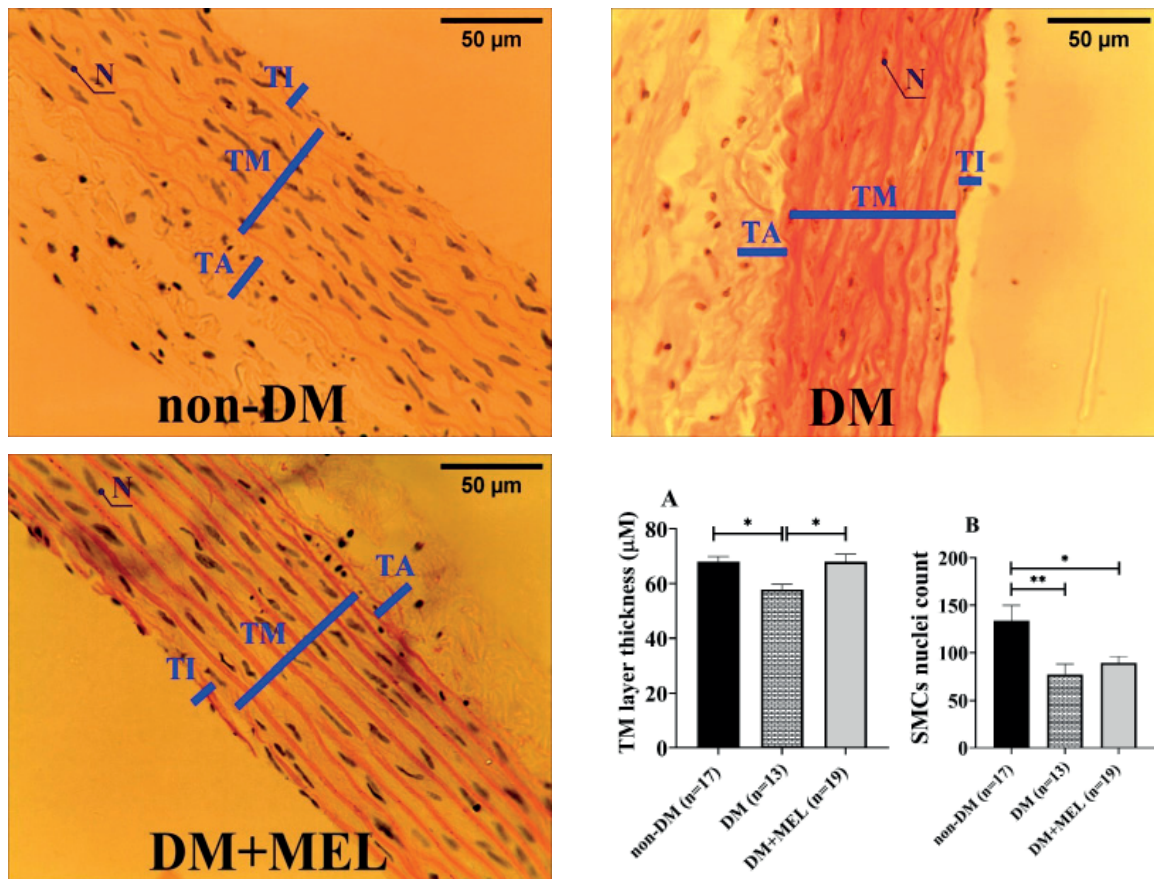 50 µm
N
TI
TM
TA
non-DM
50 µm
N
TI
TM
TA
DM
50 µm
N
TA
TM
TI
DM+MEL
A
TM layer thickness (µM)
80
60
40
20
0
*
*
non-DM (n=17)
DM (n=13)
DM+MEL (n=19)
B
SMCs nuclei count
200
150
100
50
0
*
**
non-DM (n=17)
DM (n=13)
DM+MEL (n=19)